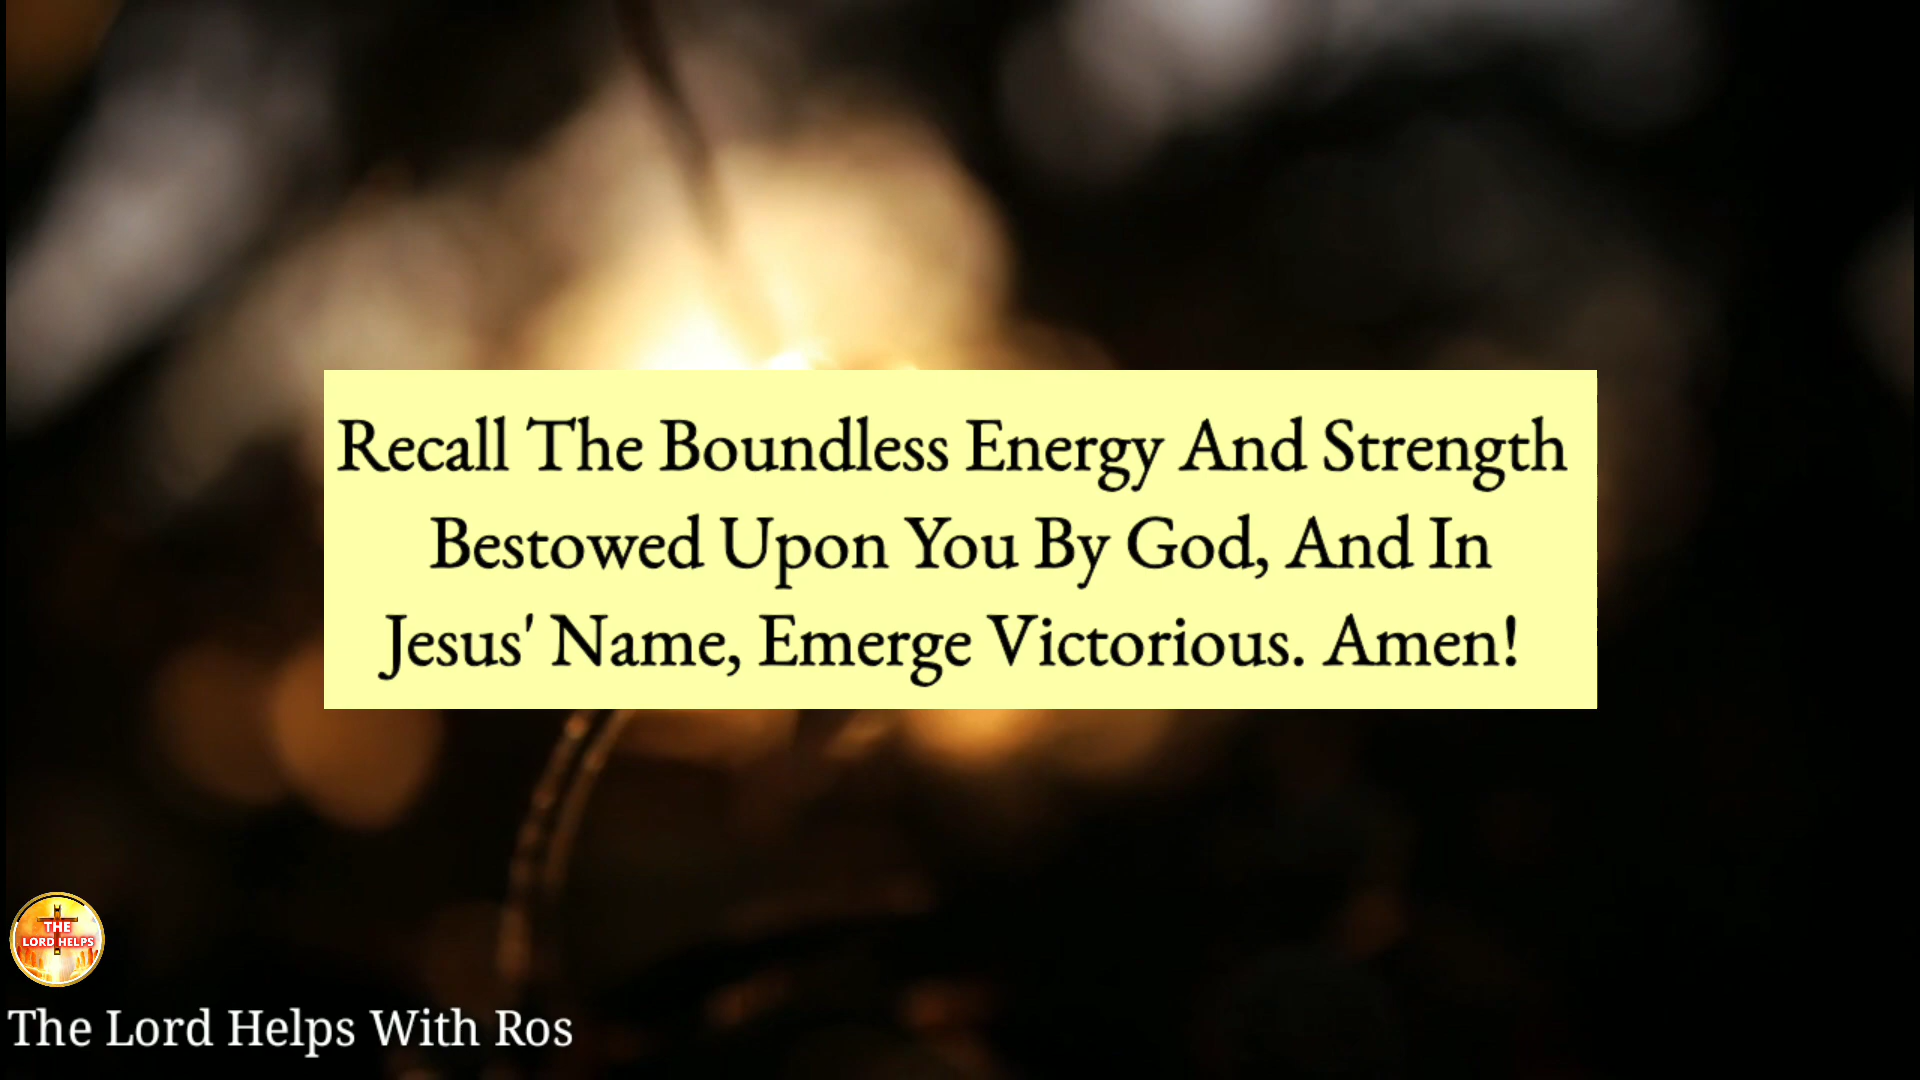 Recall The Boundless Energy And Strength
Bestowed Upon You By God, And In
Jesus' Name, Emerge Victorious. Amen!
THE
LORD HELPS
The Lord Helps With Ros